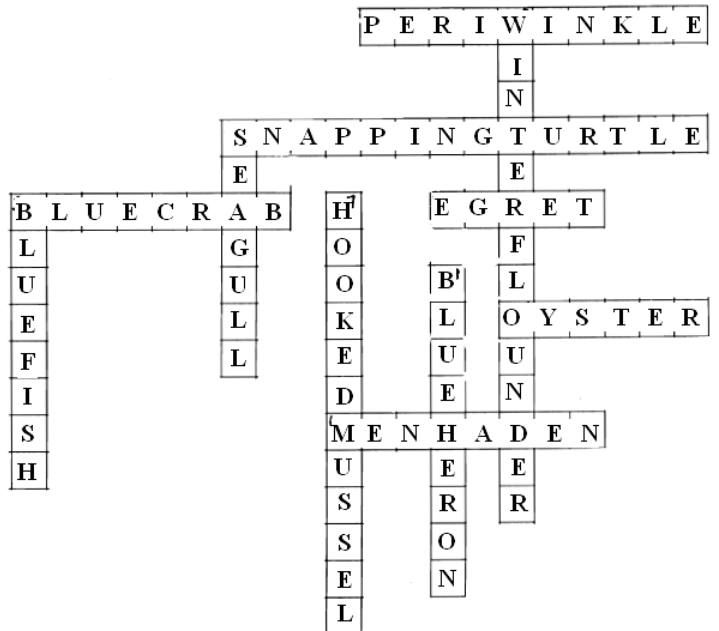 PERIWINKLE
WINTERFLOUNDER
SNAPPINGTURTLE
SEAGULL
BLUECRAB
BLUEFISH
HOOKEDMUSSEL
EGRET
BLUEHERON
OYSTER
MENHADEN